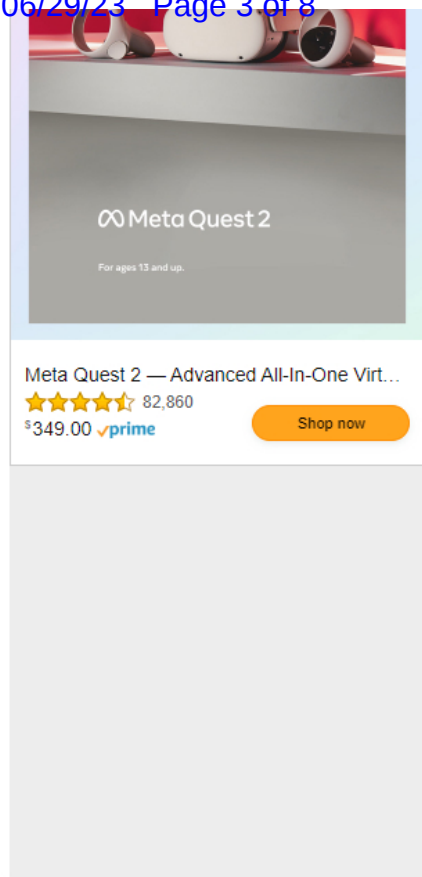 06/29/23 Page 3 of 8
Meta Quest 2
For ages 13 and up.
Meta Quest 2 — Advanced All-In-One Virt...
82,860
$349.00 prime
Shop now